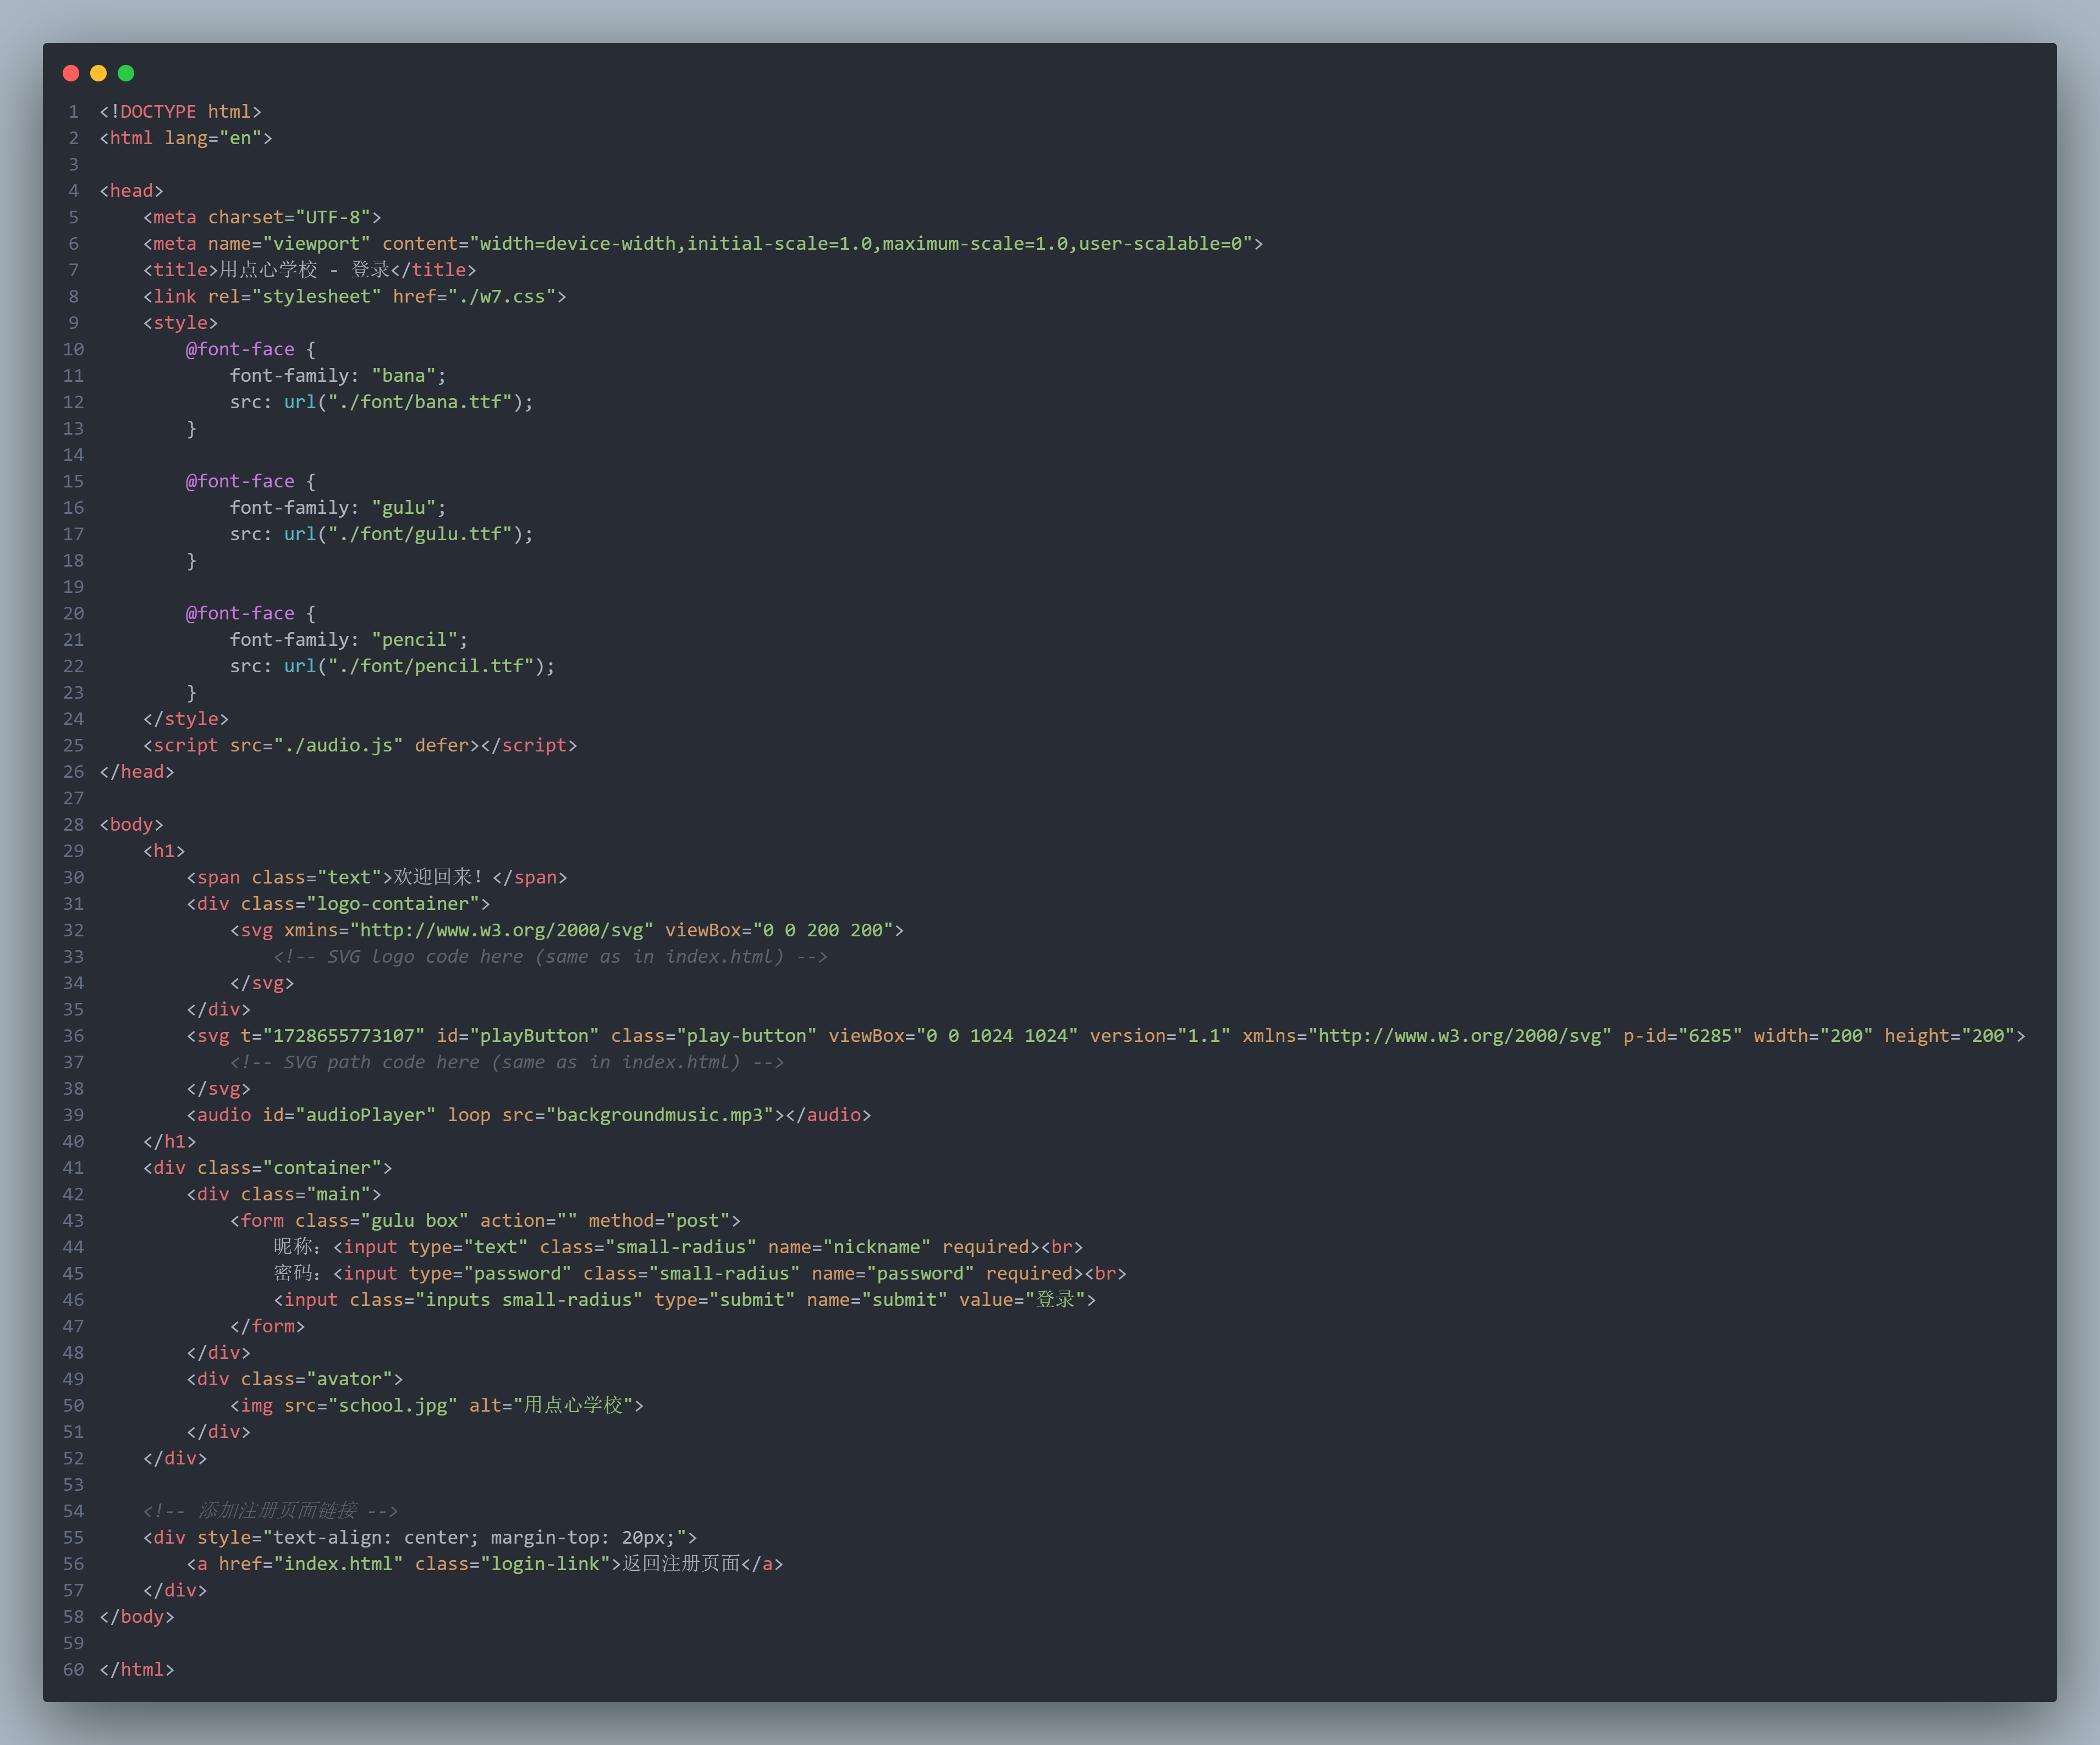 1 <!DOCTYPE html>
2 <html lang="en">
3
4 <head>
5     <meta charset="UTF-8">
6     <meta name="viewport" content="width=device-width,initial-scale=1.0,maximum-scale=1.0,user-scalable=0">
7     <title>用点心学校 - 登录</title>
8     <link rel="stylesheet" href="./w7.css">
9     <style>
10         @font-face {
11             font-family: "bana";
12             src: url("./font/bana.ttf");
13         }
14
15         @font-face {
16             font-family: "gulu";
17             src: url("./font/gulu.ttf");
18         }
19
20         @font-face {
21             font-family: "pencil";
22             src: url("./font/pencil.ttf");
23         }
24     </style>
25     <script src="./audio.js" defer></script>
26 </head>
27
28 <body>
29     <h1>
30         <span class="text">欢迎回来！</span>
31         <div class="logo-container">
32             <svg xmins="http://www.w3.org/2000/svg" viewBox="0 0 200 200">
33                 <!-- SVG logo code here (same as in index.html) -->
34             </svg>
35         </div>
36         <svg t="1728655773107" id="playButton" class="play-button" viewBox="0 0 1024 1024" version="1.1" xmlns="http://www.w3.org/2000/svg" p-id="6285" width="200" height="200">
37             <!-- SVG path code here (same as in index.html) -->
38         </svg>
39         <audio id="audioPlayer" loop src="backgroundmusic.mp3"></audio>
40     </h1>
41     <div class="container">
42         <div class="main">
43             <form class="gulu box" action="" method="post">
44                 昵称：<input type="text" class="small-radius" name="nickname" required><br>
45                 密码：<input type="password" class="small-radius" name="password" required><br>
46                 <input class="inputs small-radius" type="submit" name="submit" value="登录">
47             </form>
48         </div>
49         <div class="avator">
50             <img src="school.jpg" alt="用点心学校">
51         </div>
52     </div>
53
54     <!-- 添加注册页面链接 -->
55     <div style="text-align: center; margin-top: 20px;">
56         <a href="index.html" class="login-link">返回注册页面</a>
57     </div>
58 </body>
59
60 </html>